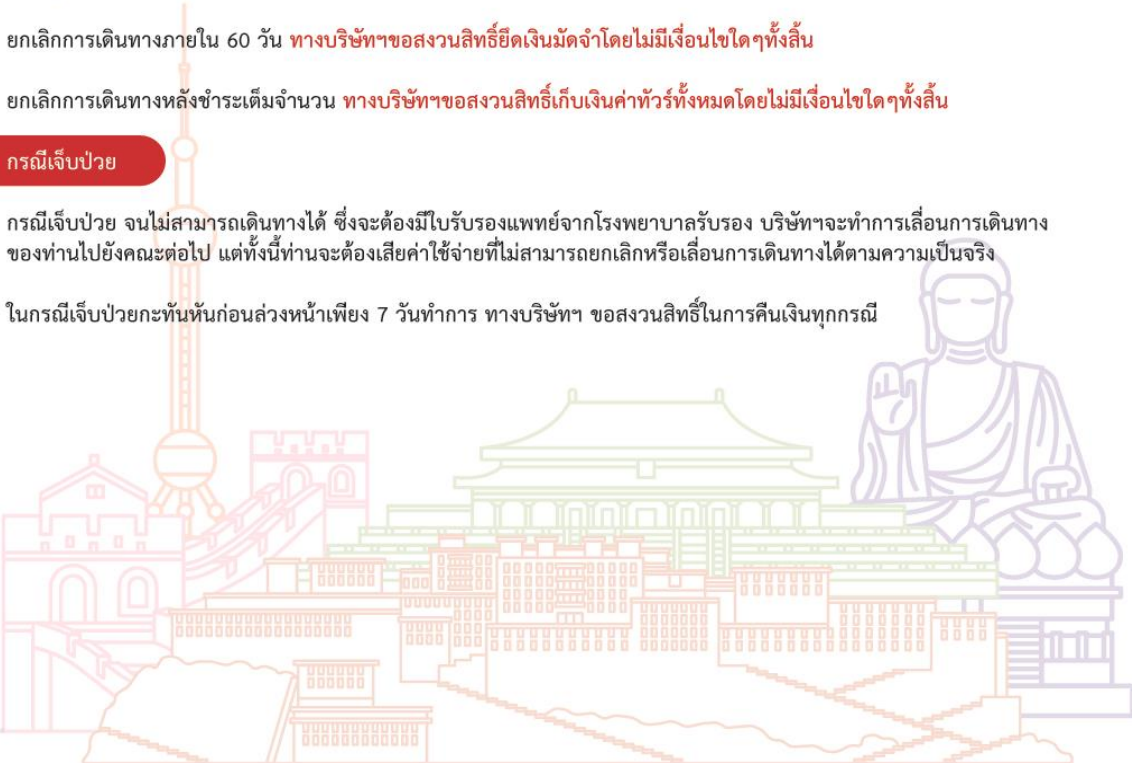 ยกเลิกการเดินทางภายใน 60 วัน ทางบริษัทฯขอสงวนสิทธิ์ยึดเงินมัดจำโดยไม่มีเงื่อนไขใดๆทั้งสิ้น
ยกเลิกการเดินทางหลังชำระเต็มจำนวน ทางบริษัทฯขอสงวนสิทธิ์เก็บเงินค่าทัวร์ทั้งหมดโดยไม่มีเงื่อนไขใดๆทั้งสิ้น
กรณีเจ็บป่วย
กรณีเจ็บป่วย จนไม่สามารถเดินทางได้ ซึ่งจะต้องมีใบรับรองแพทย์จากโรงพยาบาลรับรอง บริษัทฯจะทำการเลื่อนการเดินทาง
ของท่านไปยังคณะต่อไป แต่ทั้งนี้ท่านจะต้องเสียค่าใช้จ่ายที่ไม่สามารถยกเลิกหรือเลื่อนการเดินทางได้ตามความเป็นจริง
ในกรณีเจ็บป่วยกะทันหันก่อนล่วงหน้าเพียง 7 วันทำการ ทางบริษัทฯ ขอสงวนสิทธิ์ในการคืนเงินทุกกรณี